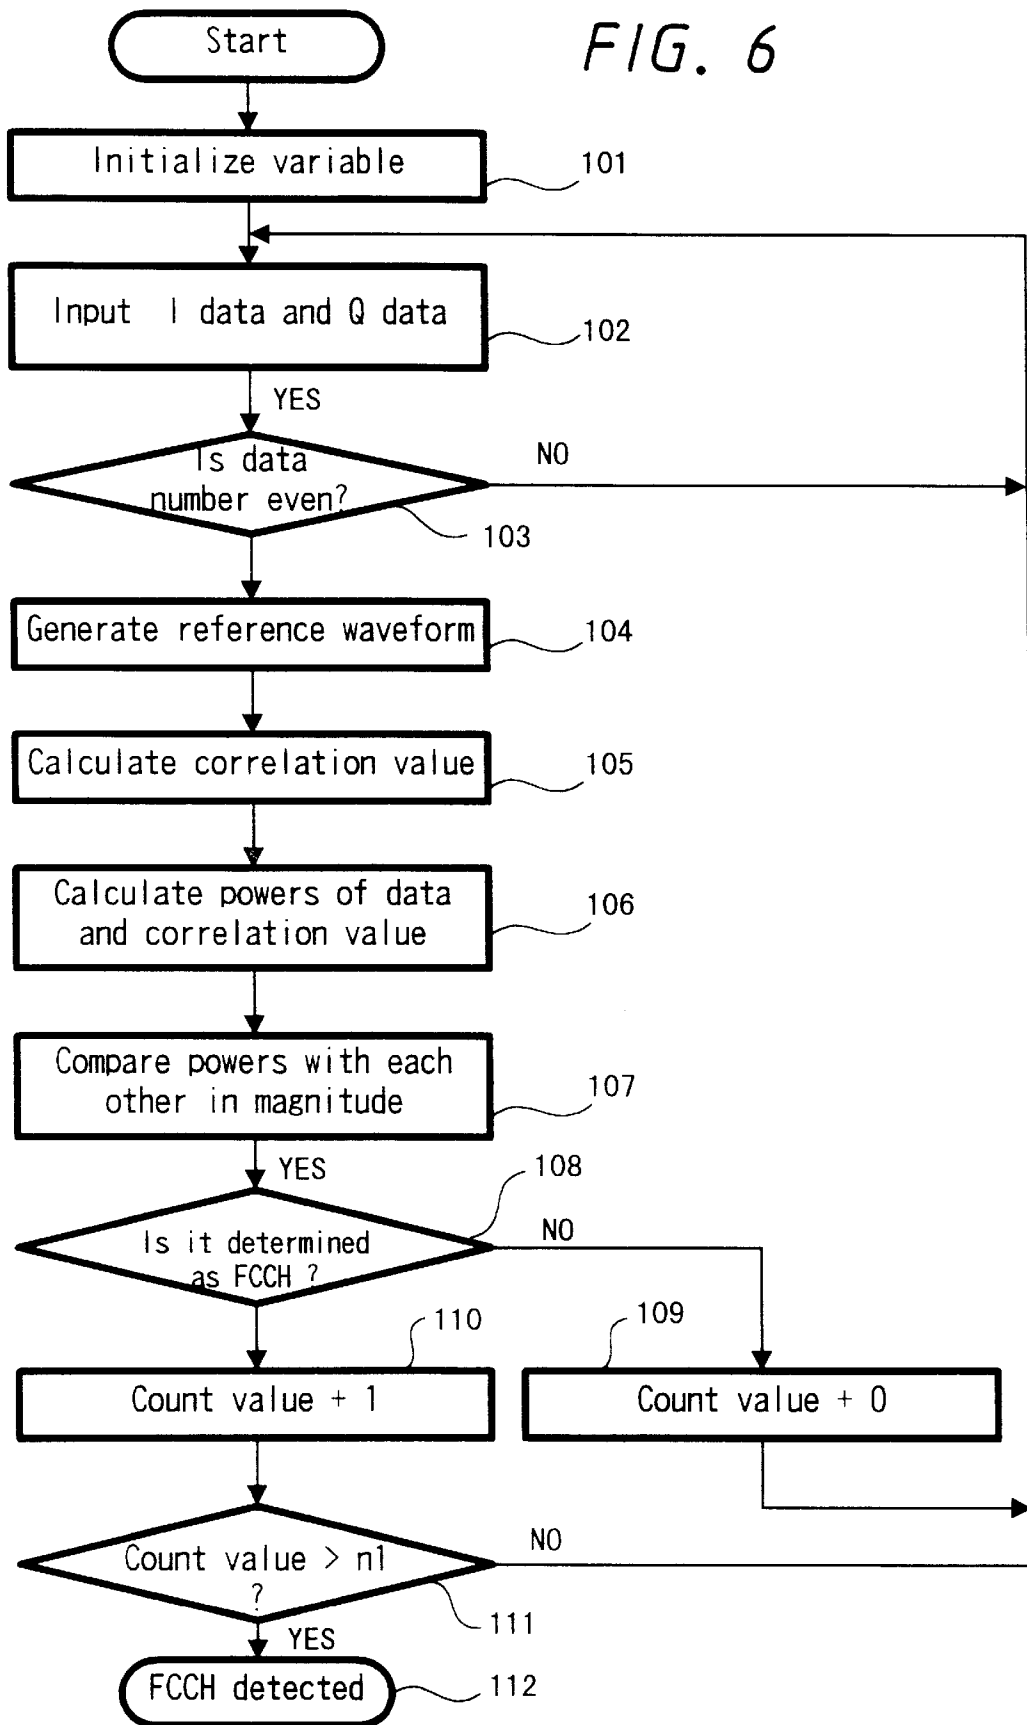 Start
FIG. 6
Initialize variable
101
Input I data and Q data
102
YES
Is data
number even?
NO
103
Generate reference waveform
104
Calculate correlation value
105
Calculate powers of data
and correlation value
106
Compare powers with each
other in magnitude
107
YES
108
Is it determined
as FCCH ?
NO
110
109
Count value + 1
Count value + 0
Count value > n1
?
NO
111
YES
FCCH detected
112